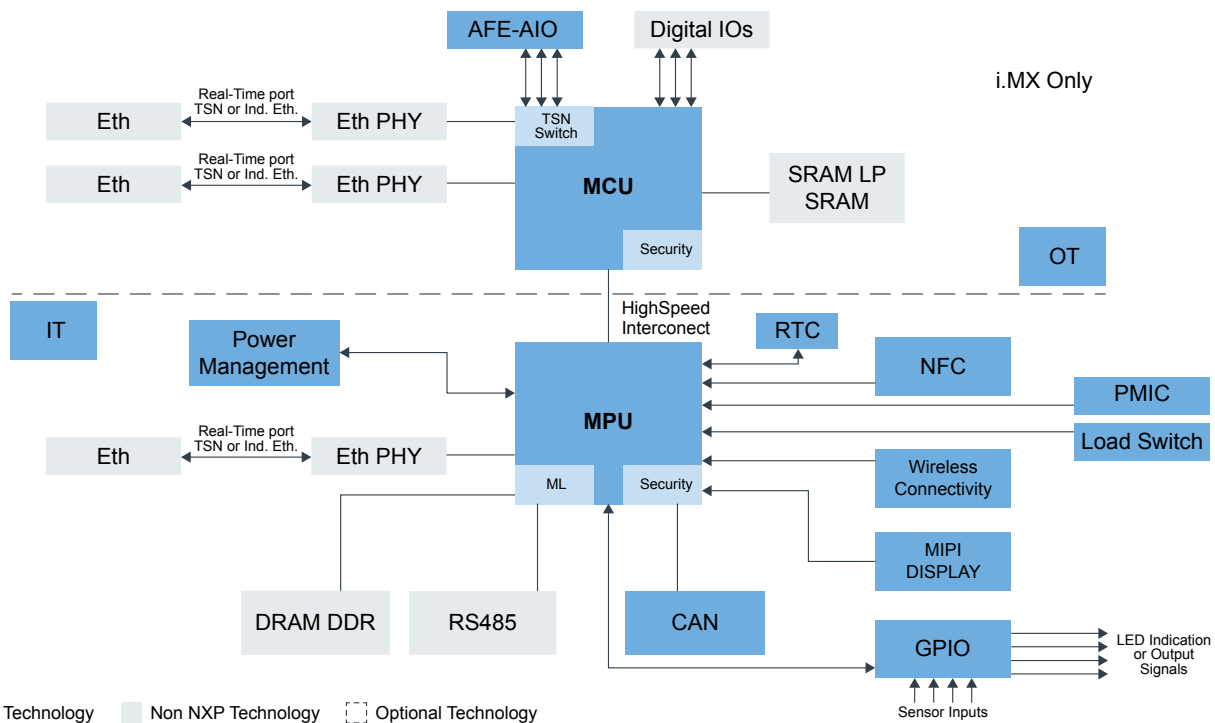 AFE-AIO
Digital IOs
i.MX Only
Real-Time port
TSN or Ind. Eth.
Eth
Eth PHY
TSN
Switch
Real-Time port
TSN or Ind. Eth.
Eth
Eth PHY
MCU
SRAM LP
SRAM
Security
OT
IT
HighSpeed
Interconect
RTC
Power
Management
NFC
PMIC
MPU
Load Switch
Real-Time port
TSN or Ind. Eth.
Eth
Eth PHY
Wireless
Connectivity
ML
Security
MIPI
DISPLAY
DRAM DDR
RS485
CAN
GPIO
LED Indication
or Output
Signals
Sensor Inputs
Technology
Non NXP Technology
Optional Technology